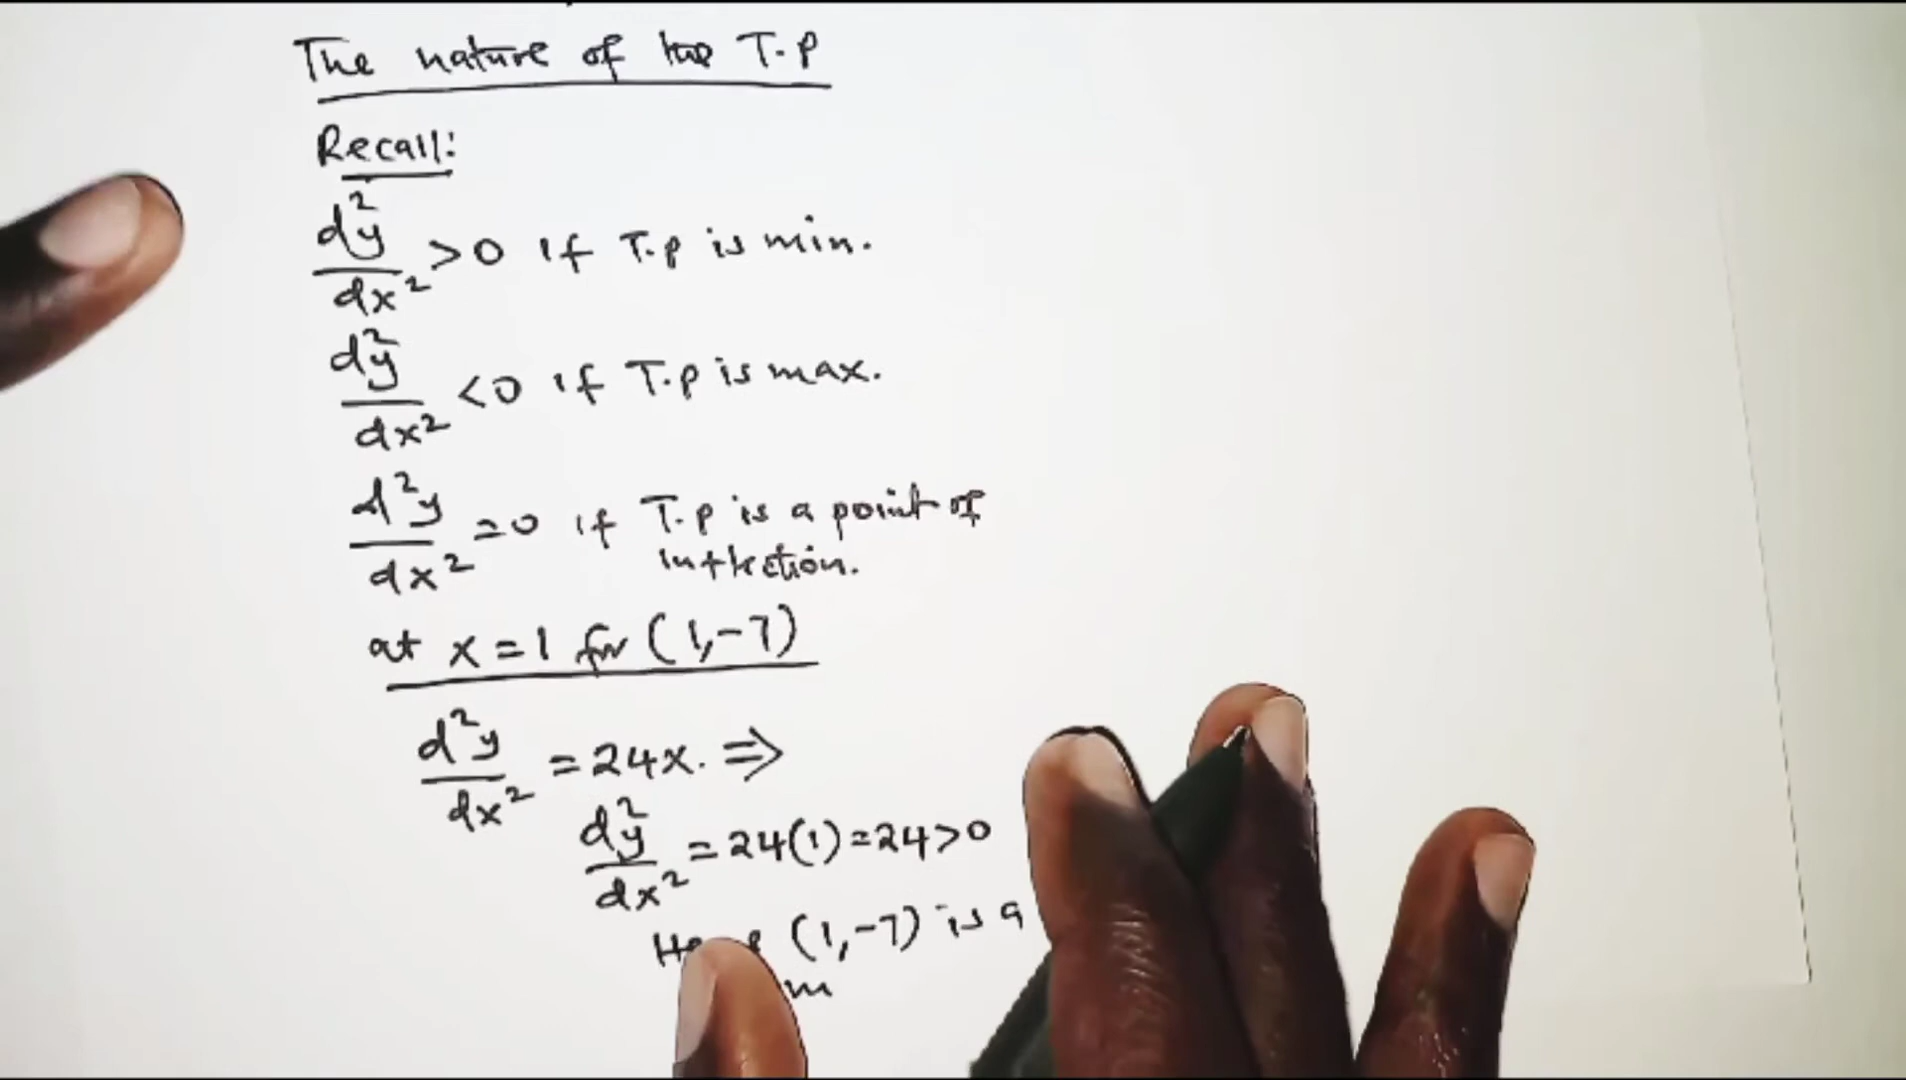 The nature of the T.P
Recall:
d²y/dx² >0 if T.p is min.
d²y/dx² <0 if T.p is max.
d²y/dx² =0 if T.p is a point of
inflection.
at x=1 for (1,-7)
d²y/dx² = 24x. ⇒
d²y/dx² = 24(1)=24>0
(1,-7) is a